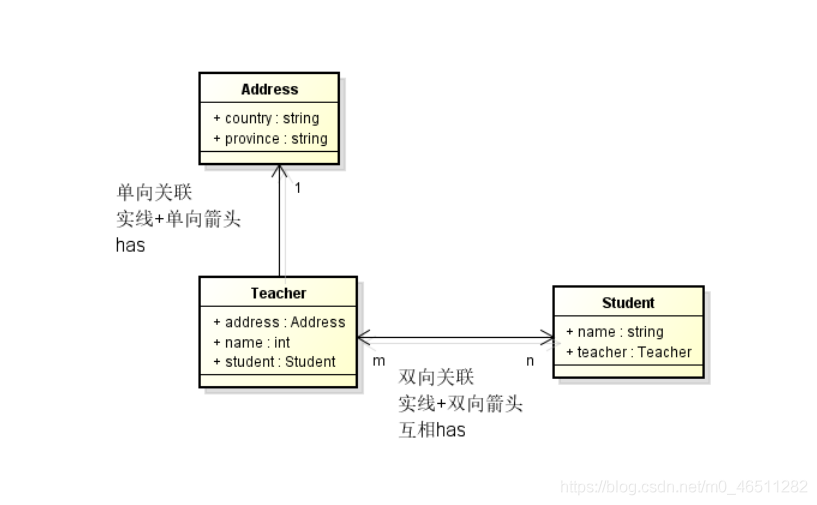 Address
+ country : string
+ province : string
单向关联
实线+单向箭头
has
1
Teacher
+ address : Address
+ name : int
+ student : Student
Student
+ name : string
+ teacher : Teacher
m
n
双向关联
实线+双向箭头
互相has
https://blog.csdn.net/m0_46511282